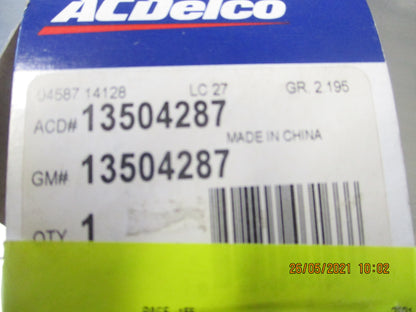 ACDelco
04587 14128 LC 27 GR. 2.195
ACD# 13504287
MADE IN CHINA
GM# 13504287
QTY 1
26/05/2021 10:02